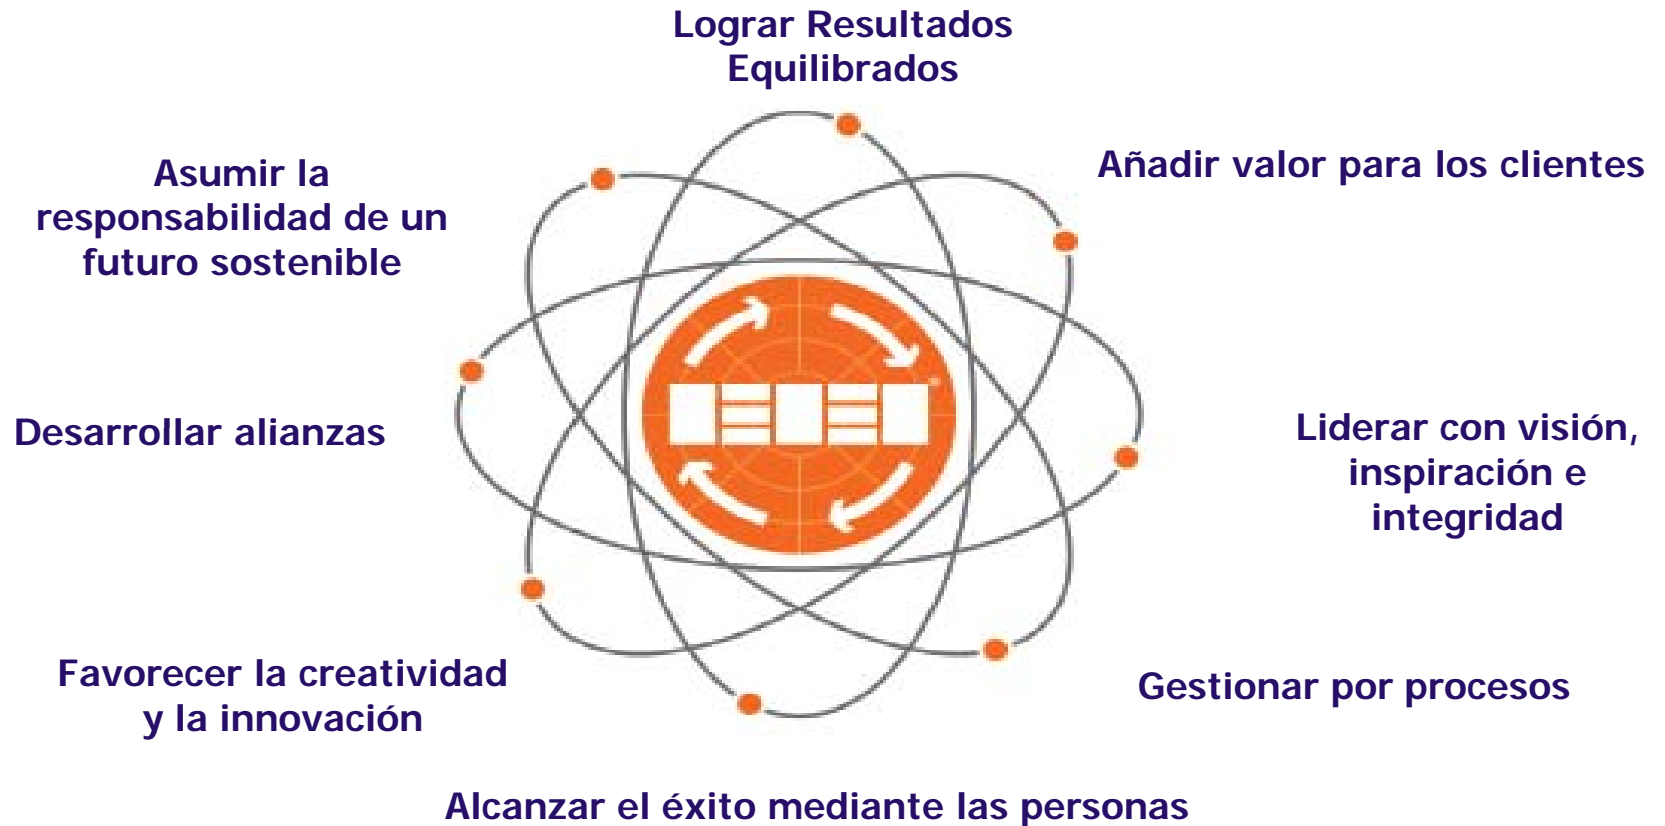 Lograr Resultados
Equilibrados
Añadir valor para los clientes
Asumir la
responsabilidad de un
futuro sostenible
Desarrollar alianzas
Liderar con visión,
inspiración e
integridad
Favorecer la creatividad
y la innovación
Gestionar por procesos
Alcanzar el éxito mediante las personas